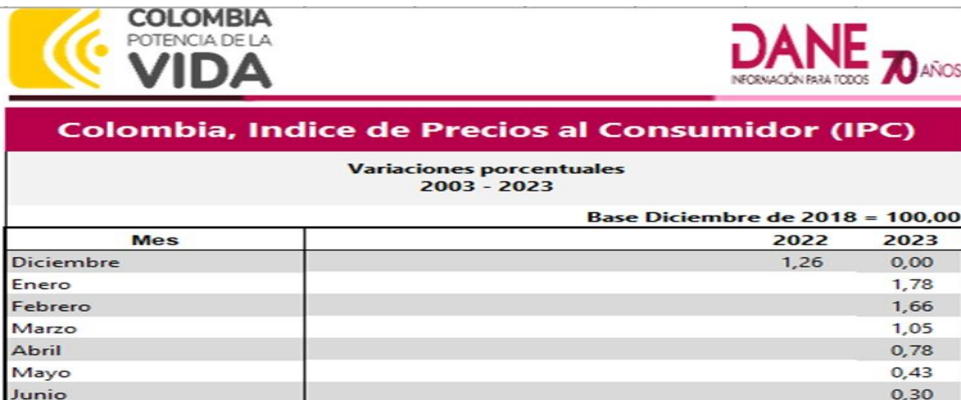 COLOMBIA
POTENCIA DE LA
VIDA
DANE
INFORMACIÓN PARA TODOS
70 AÑOS
Colombia, Indice de Precios al Consumidor (IPC)
Variaciones porcentuales
2003 - 2023
Base Diciembre de 2018 = 100,00
Mes 2022 2023
Diciembre 1,26 0,00
Enero 1,78
Febrero 1,66
Marzo 1,05
Abril 0,78
Mayo 0,43
Junio 0,30